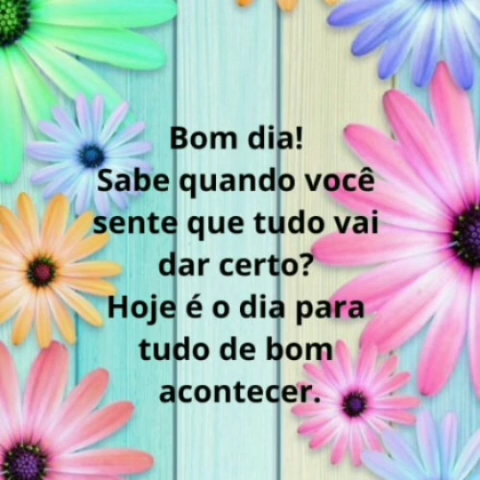 Bom dia!
Sabe quando você
sente que tudo vai
dar certo?
Hoje é o dia para
tudo de bom
acontecer.